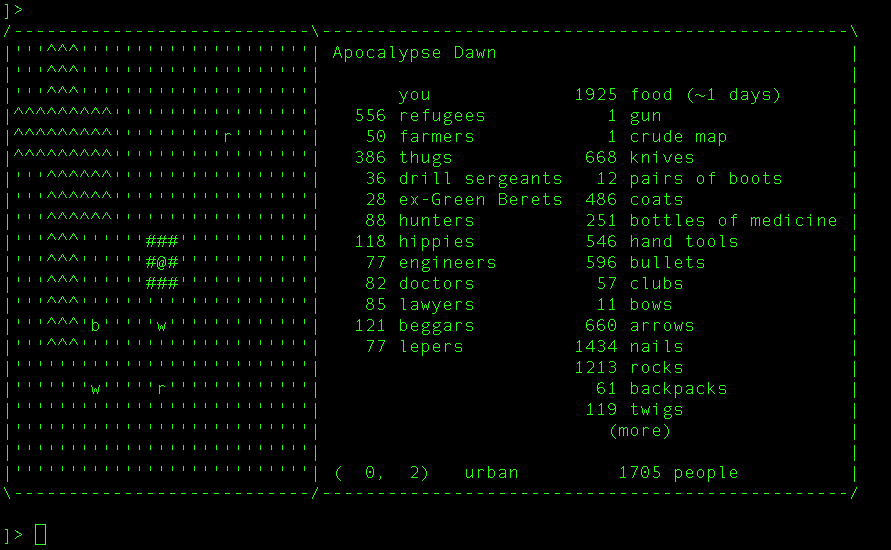 ]>
/---------------------------\------------------------------------------------\
|'''^^^'''''''''''''''''''''| Apocalypse Dawn                                |
|'''^^^'''''''''''''''''''''|                                                |
|'''^^^'''''''''''''''''''''|       you             1925 food (~1 days)      |
|^^^^^^^^^''''''''''''''''''|   556 refugees           1 gun                 |
|^^^^^^^^^''''''''''r'''''''|    50 farmers            1 crude map           |
|^^^^^^^^^''''''''''''''''''|   386 thugs            668 knives              |
|'''^^^^^^''''''''''''''''''|    36 drill sergeants   12 pairs of boots      |
|'''^^^^^^''''''''''''''''''|    28 ex-Green Berets  486 coats               |
|'''^^^^^^''''''''''''''''''|    88 hunters          251 bottles of medicine |
|'''^^^''''''###''''''''''''|   118 hippies          546 hand tools          |
|'''^^^''''''#@#''''''''''''|    77 engineers        596 bullets             |
|'''^^^''''''###''''''''''''|    82 doctors           57 clubs               |
|'''^^^'''''''''''''''''''''|    85 lawyers           11 bows                |
|'''^^^'b'''''w'''''''''''''|   121 beggars          660 arrows              |
|'''^^^'''''''''''''''''''''|    77 lepers          1434 nails               |
|'''''''''''''''''''''''''''|                       1213 rocks               |
|'''''''w'''''r'''''''''''''|                         61 backpacks           |
|'''''''''''''''''''''''''''|                        119 twigs               |
|'''''''''''''''''''''''''''|                          (more)                |
|'''''''''''''''''''''''''''|                                                |
|'''''''''''''''''''''''''''| (  0,  2)   urban         1705 people          |
\---------------------------/------------------------------------------------/
]>